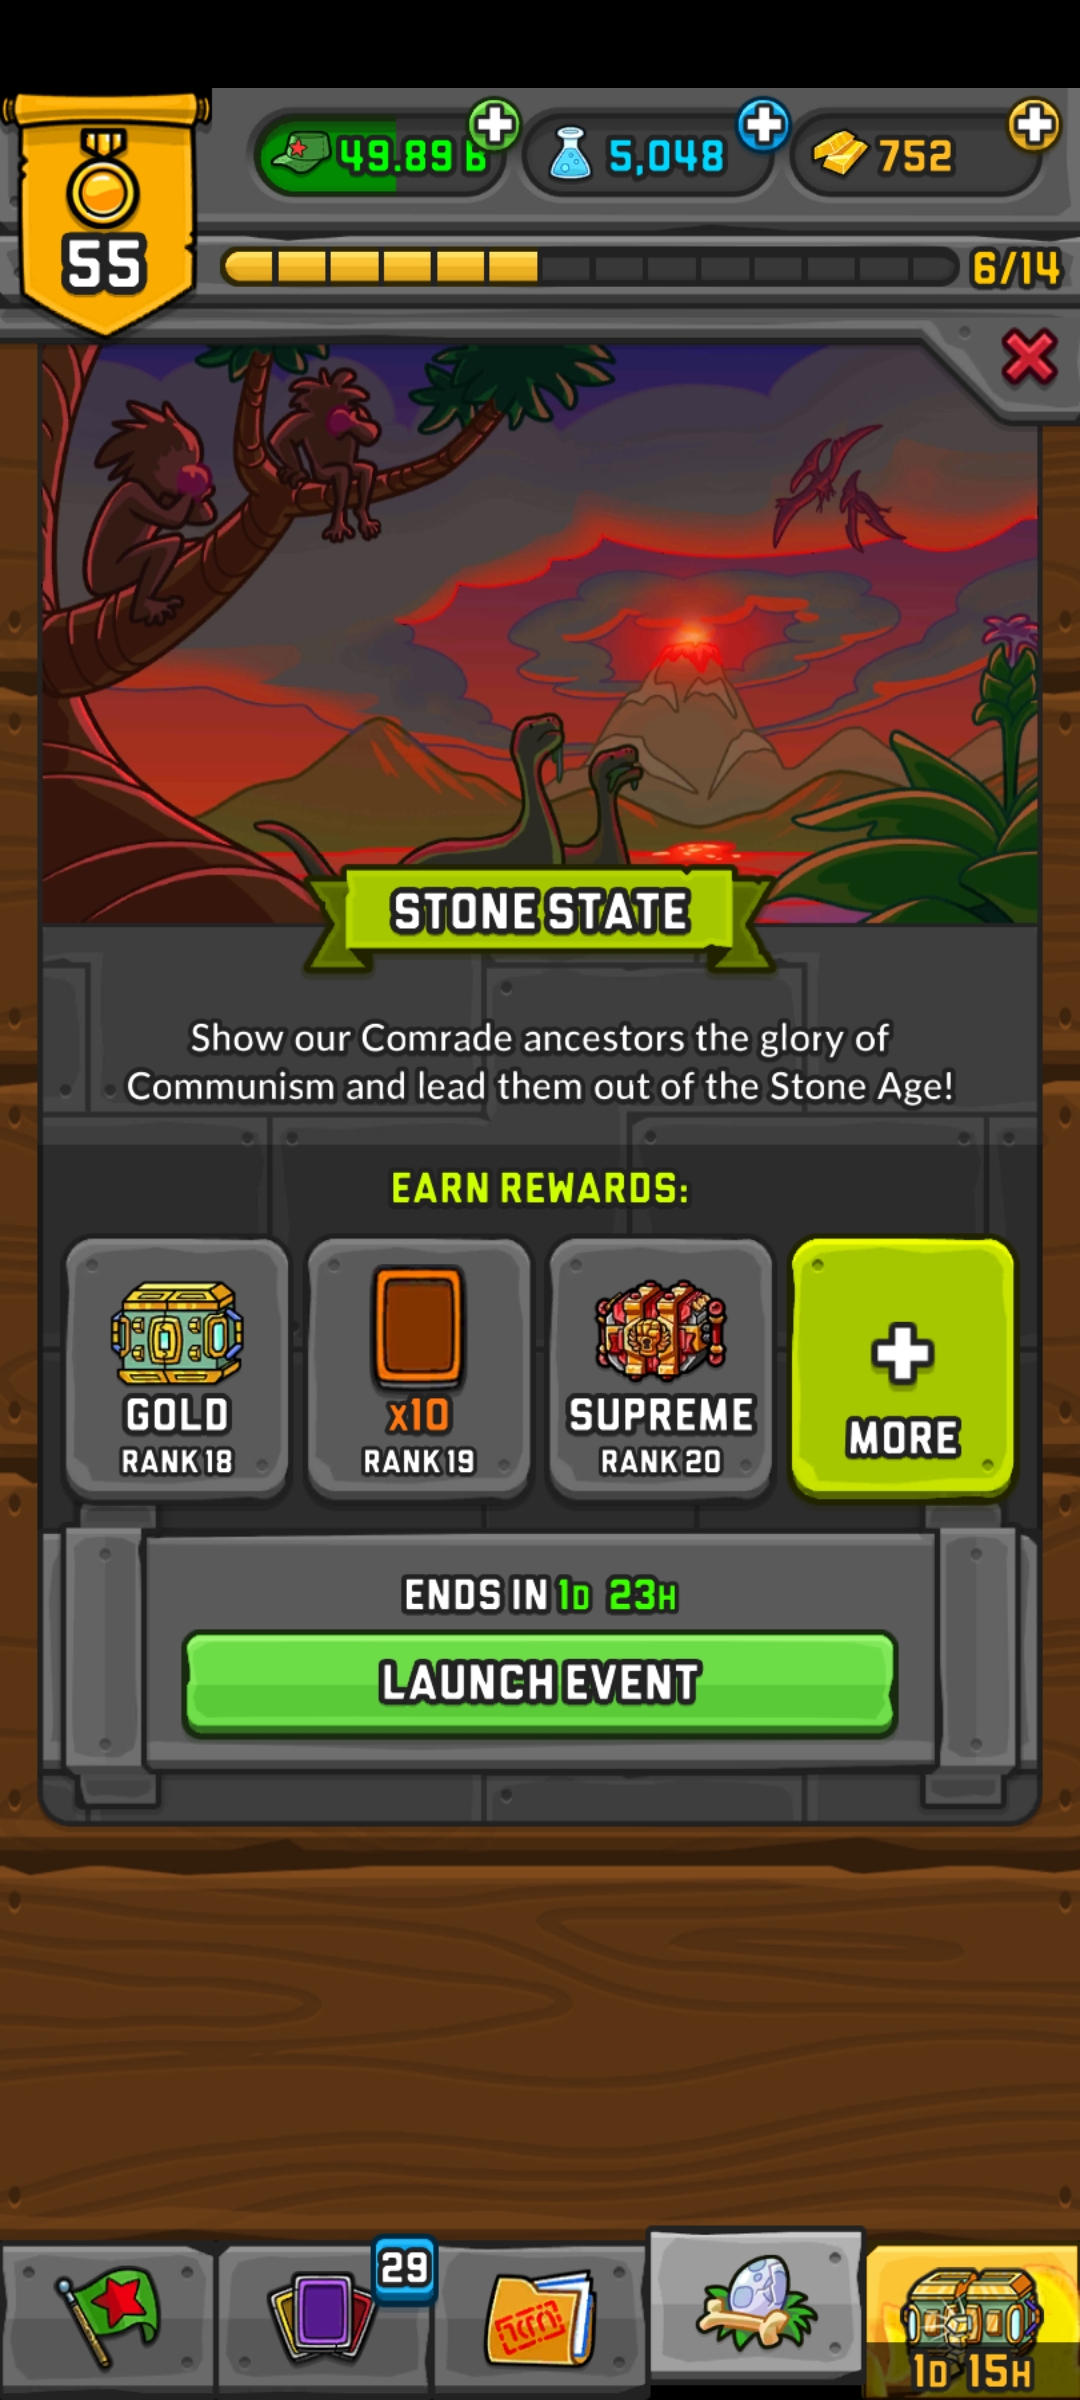 55
49.89 B
5,048
752
6/14
STONE STATE
Show our Comrade ancestors the glory of
Communism and lead them out of the Stone Age!
EARN REWARDS:
GOLD
RANK 18
x10
RANK 19
SUPREME
RANK 20
MORE
ENDS IN 1D 23H
LAUNCH EVENT
29
1D 15H